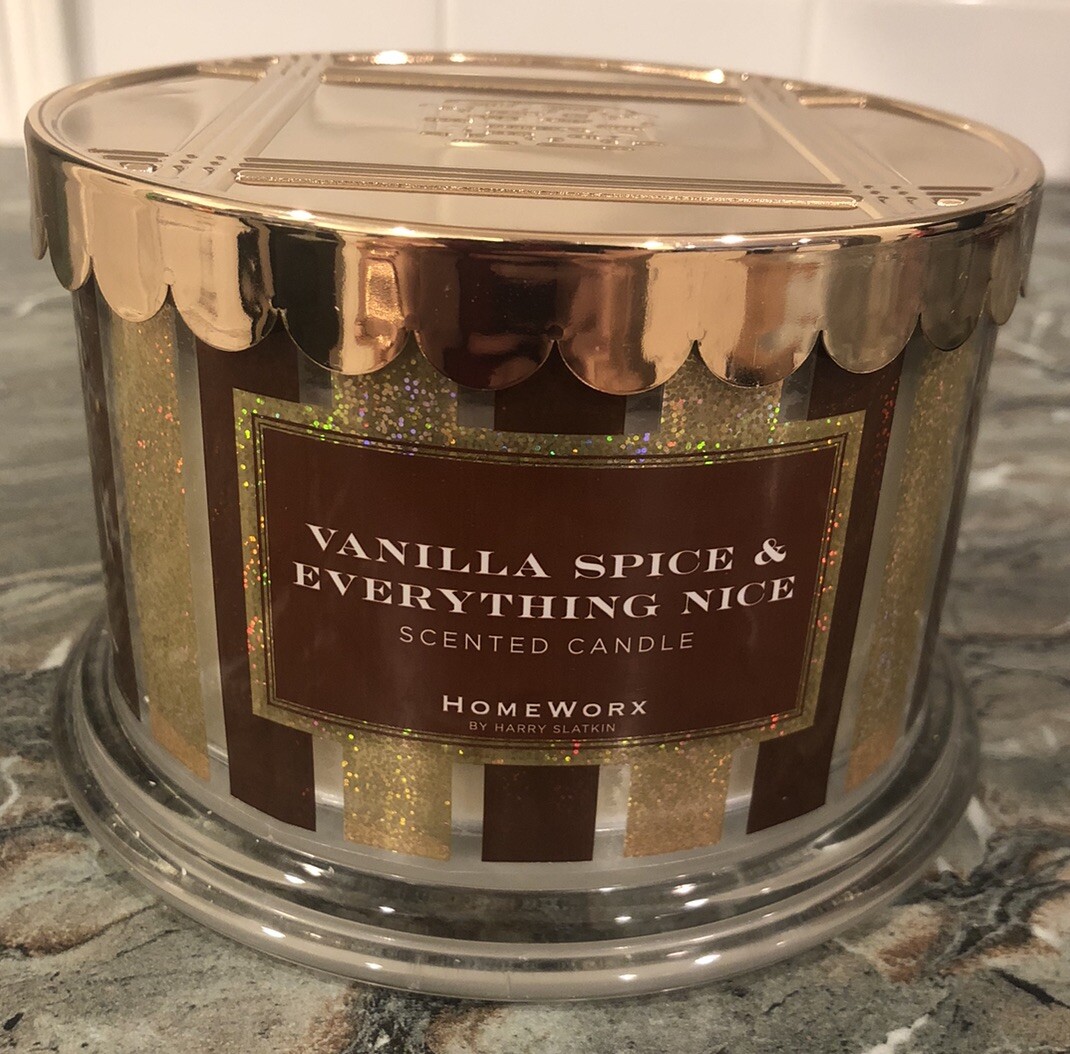 VANILLA SPICE &
EVERYTHING NICE
SCENTED CANDLE
HOMEWORX
BY HARRY SLATKIN